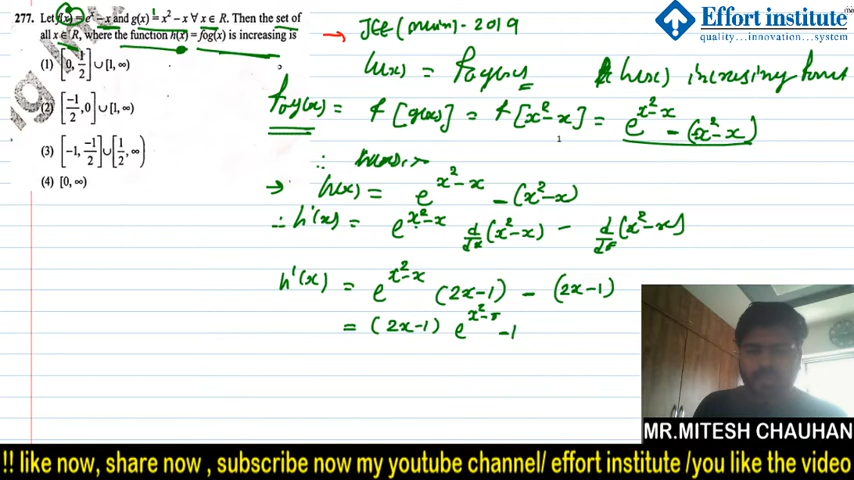 277. Let f(x) = eˣ – x and g(x) = x² – x ∀ x ∈ R. Then the set of
all x ∈ R, where the function h(x) = fog(x) is increasing is
(1) [0, 1/2] ∪ [1, ∞)
(2) [-1/2, 0] ∪ [1, ∞)
(3) [-1, -1/2] ∪ [1/2, ∞)
(4) [0, ∞)
→ JEE (main) - 2019
h(x) = fog(x) h(x) increasing funct
fog(x) = f[g(x)] = f[x²-x] = e^(x²-x) - (x²-x)
∴
→ h(x) = e^(x²-x) - (x²-x)
∴ h'(x) = e^(x²-x) d/dx (x²-x) - d/dx (x²-x)
h'(x) = e^(x²-x) (2x-1) - (2x-1)
= (2x-1) e^(x²-x) -1
Effort institute
quality...innovation...technology
MR.MITESH CHAUHAN
!! like now, share now , subscribe now my youtube channel/ effort institute /you like the video